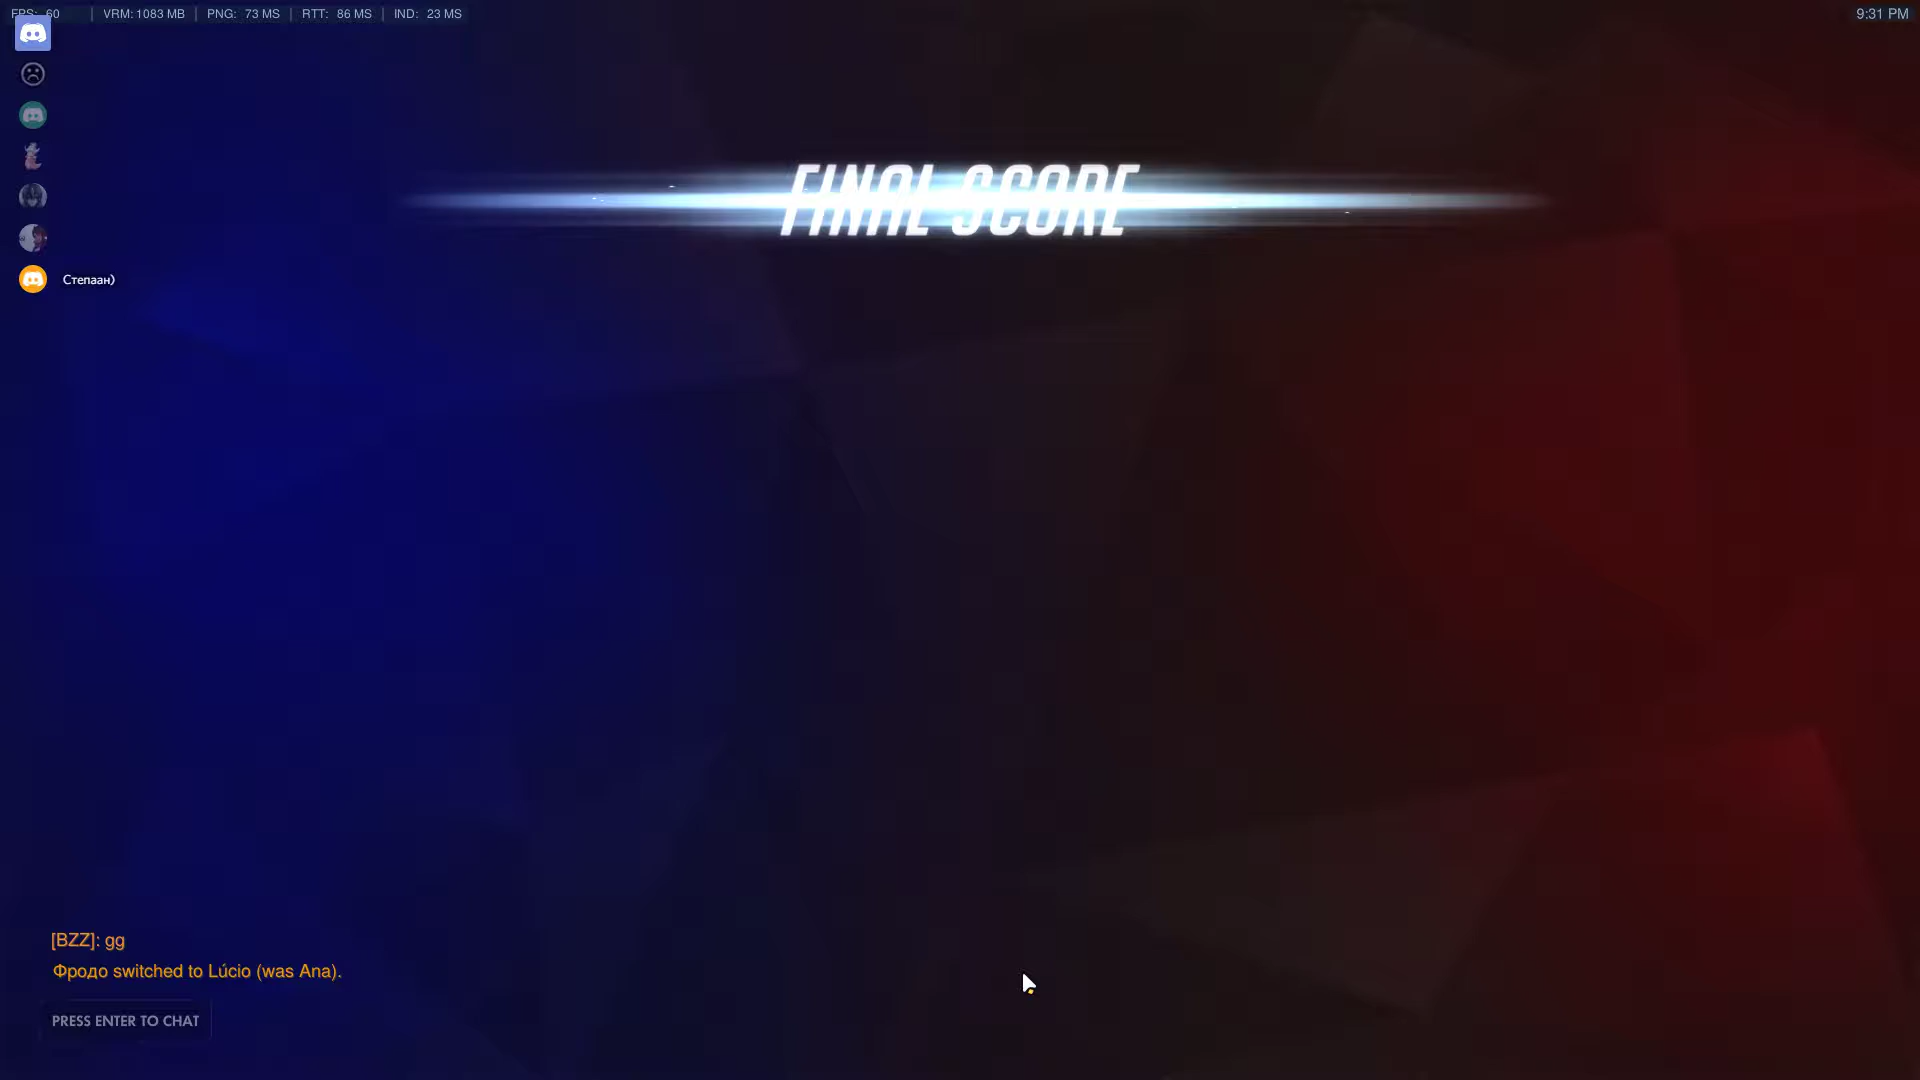 FPS: 60 | VRM: 1083 MB | PNG: 73 MS | RTT: 86 MS | IND: 23 MS
9:31 PM
FINAL SCORE
Степаан)
[BZZ]: gg
Фродо switched to Lúcio (was Ana).
PRESS ENTER TO CHAT